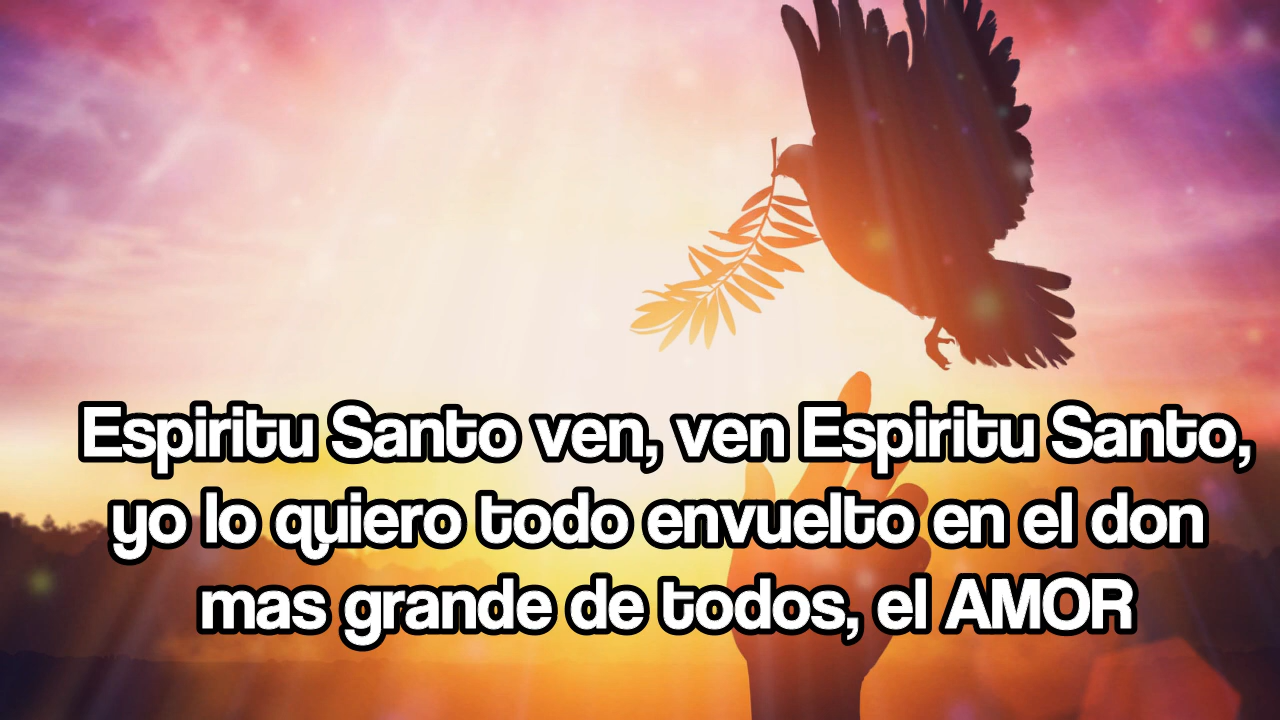 Espiritu Santo ven, ven Espiritu Santo,
yo lo quiero todo envuelto en el don
mas grande de todos, el AMOR